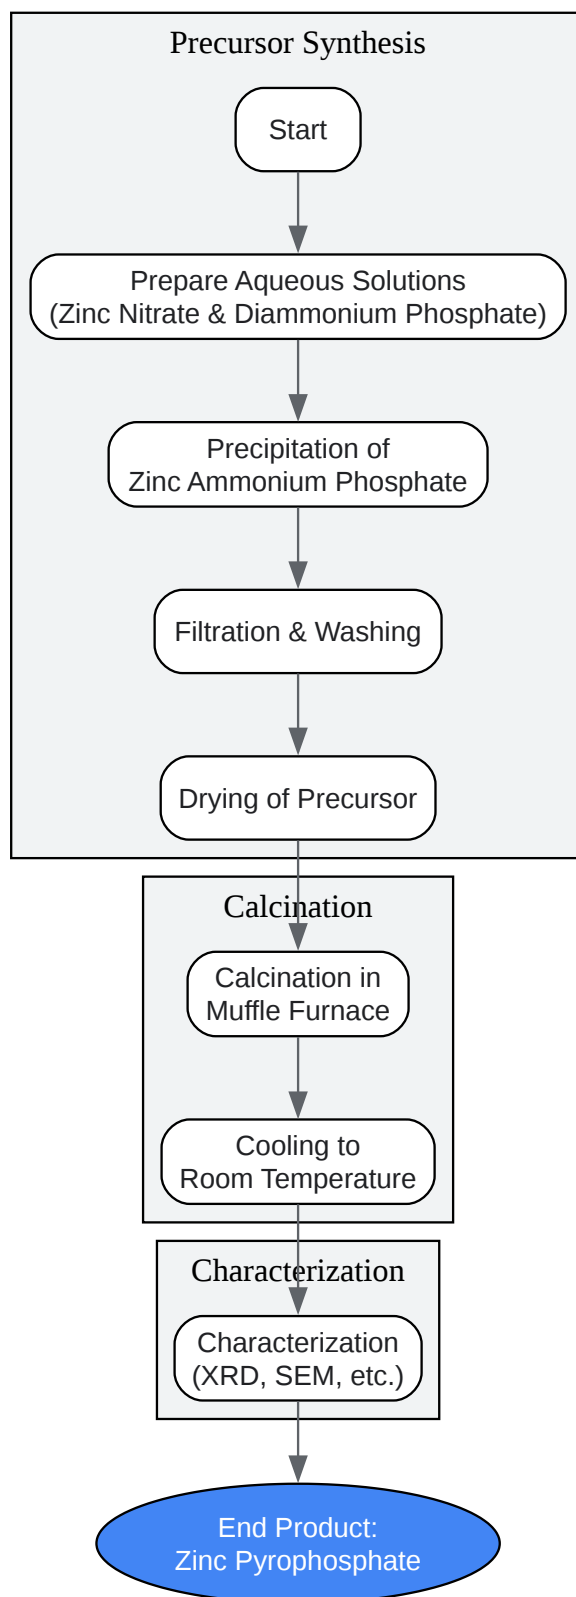 Precursor Synthesis
Start
Prepare Aqueous Solutions
(Zinc Nitrate & Diammonium Phosphate)
Precipitation of
Zinc Ammonium Phosphate
Filtration & Washing
Drying of Precursor
Calcination
Calcination in
Muffle Furnace
Cooling to
Room Temperature
Characterization
Characterization
(XRD, SEM, etc.)
End Product:
Zinc Pyrophosphate